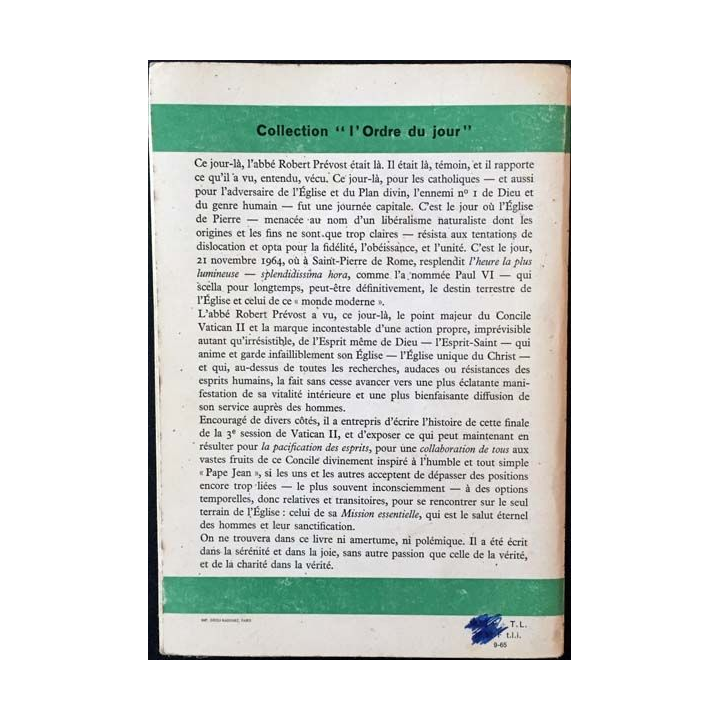 Collection " l'Ordre du jour "
Ce jour-là, l'abbé Robert Prévost était là. Il était là, témoin, et il rapporte
ce qu'il a vu, entendu, vécu. Ce jour-là, pour les catholiques — et aussi
pour l'adversaire de l'Église et du Plan divin, l'ennemi nº 1 de Dieu et
du genre humain — fut une journée capitale. C'est le jour où l'Église
de Pierre — menacée au nom d'un libéralisme naturaliste dont les
origines et les fins ne sont que trop claires — résista aux tentations de
dislocation et opta pour la fidélité, l'obéissance, et l'unité. C'est le jour,
21 novembre 1964, où à Saint-Pierre de Rome, resplendit l'heure la plus
lumineuse — splendidissima hora, comme l'a nommée Paul VI — qui
scella pour longtemps, peut-être définitivement, le destin terrestre de
l'Église et celui de ce « monde moderne ».
L'abbé Robert Prévost a vu, ce jour-là, le point majeur du Concile
Vatican II et la marque incontestable d'une action propre, imprévisible
autant qu'irrésistible, de l'Esprit même de Dieu — l'Esprit-Saint — qui
anime et garde infailliblement son Église — l'Église unique du Christ —
et qui, au-dessus de toutes les recherches, audaces ou résistances des
esprits humains, la fait sans cesse avancer vers une plus éclatante mani-
festation de sa vitalité intérieure et une plus bienfaisante diffusion de
son service auprès des hommes.
Encouragé de divers côtés, il a entrepris d'écrire l'histoire de cette finale
de la 3e session de Vatican II, et d'exposer ce qui peut maintenant en
résulter pour la pacification des esprits, pour une collaboration de tous aux
vastes fruits de ce Concile divinement inspiré à l'humble et tout simple
« Pape Jean », si les uns et les autres acceptent de dépasser des positions
encore trop liées — le plus souvent inconsciemment — à des options
temporelles, donc relatives et transitoires, pour se rencontrer sur le seul
terrain de l'Église : celui de sa Mission essentielle, qui est le salut éternel
des hommes et leur sanctification.
On ne trouvera dans ce livre ni amertume, ni polémique. Il a été écrit
dans la sérénité et dans la joie, sans autre passion que celle de la vérité,
et de la charité dans la vérité.
T. L.
F t.l.i.
9-65